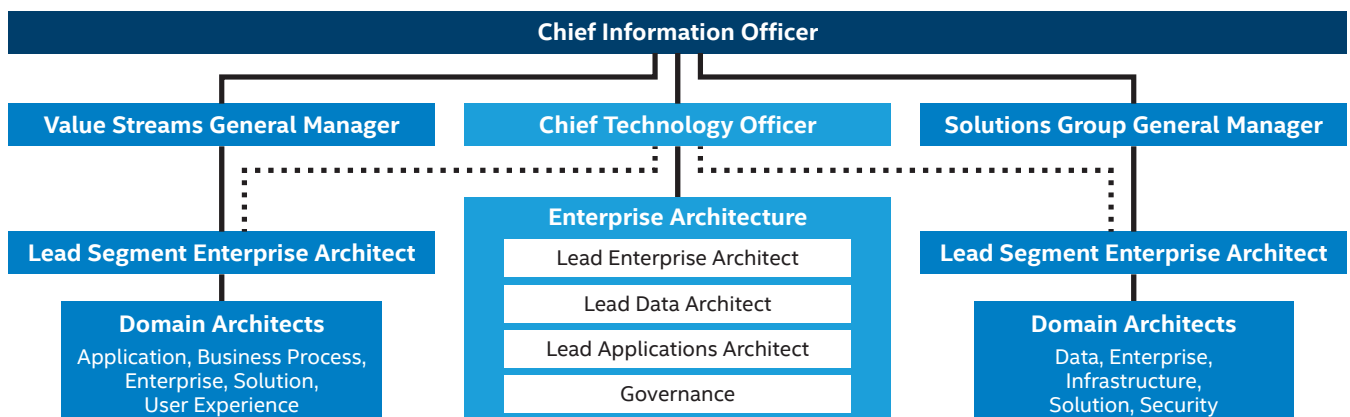 Chief Information Officer
Value Streams General Manager
Chief Technology Officer
Solutions Group General Manager
Lead Segment Enterprise Architect
Enterprise Architecture
Lead Enterprise Architect
Lead Data Architect
Lead Applications Architect
Governance
Lead Segment Enterprise Architect
Domain Architects
Application, Business Process,
Enterprise, Solution,
User Experience
Domain Architects
Data, Enterprise,
Infrastructure,
Solution, Security